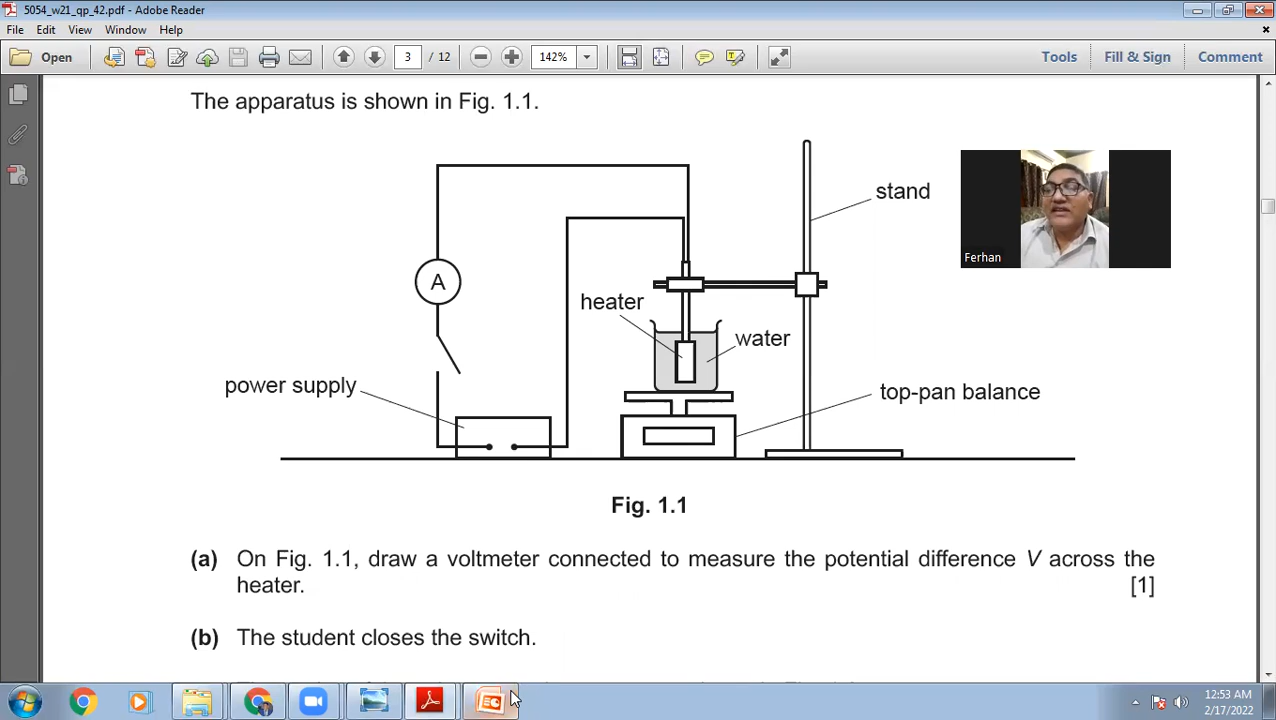 5054_w21_qp_42.pdf - Adobe Reader
File Edit View Window Help
Open 3 / 12 142% Tools Fill & Sign Comment
The apparatus is shown in Fig. 1.1.
stand
Ferhan
A
heater
water
power supply
top-pan balance
Fig. 1.1
(a) On Fig. 1.1, draw a voltmeter connected to measure the potential difference V across the
heater. [1]
(b) The student closes the switch.
12:53 AM
2/17/2022